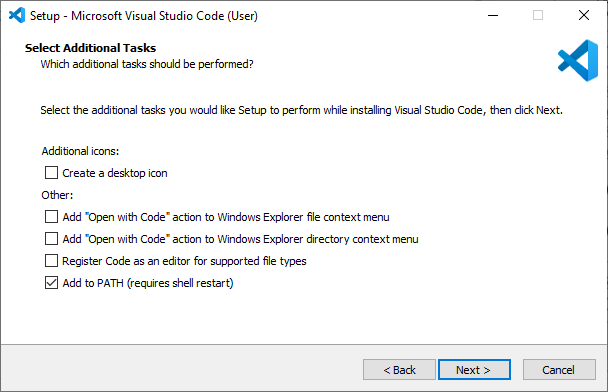 Setup - Microsoft Visual Studio Code (User)
Select Additional Tasks
Which additional tasks should be performed?
Select the additional tasks you would like Setup to perform while installing Visual Studio Code, then click Next.
Additional icons:
Create a desktop icon
Other:
Add "Open with Code" action to Windows Explorer file context menu
Add "Open with Code" action to Windows Explorer directory context menu
Register Code as an editor for supported file types
Add to PATH (requires shell restart)
< Back Next > Cancel